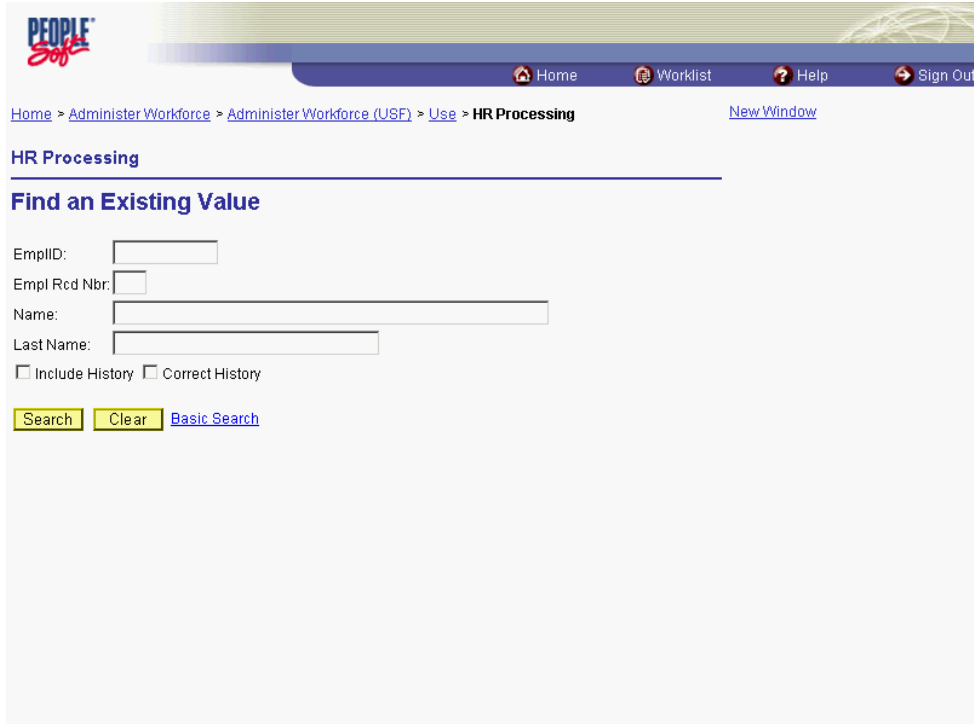 PEOPLE
Soft
Home Worklist Help Sign Out
Home > Administer Workforce > Administer Workforce (USF) > Use > HR Processing New Window
HR Processing
Find an Existing Value
EmplID:
Empl Rcd Nbr:
Name:
Last Name:
Include History Correct History
Search Clear Basic Search